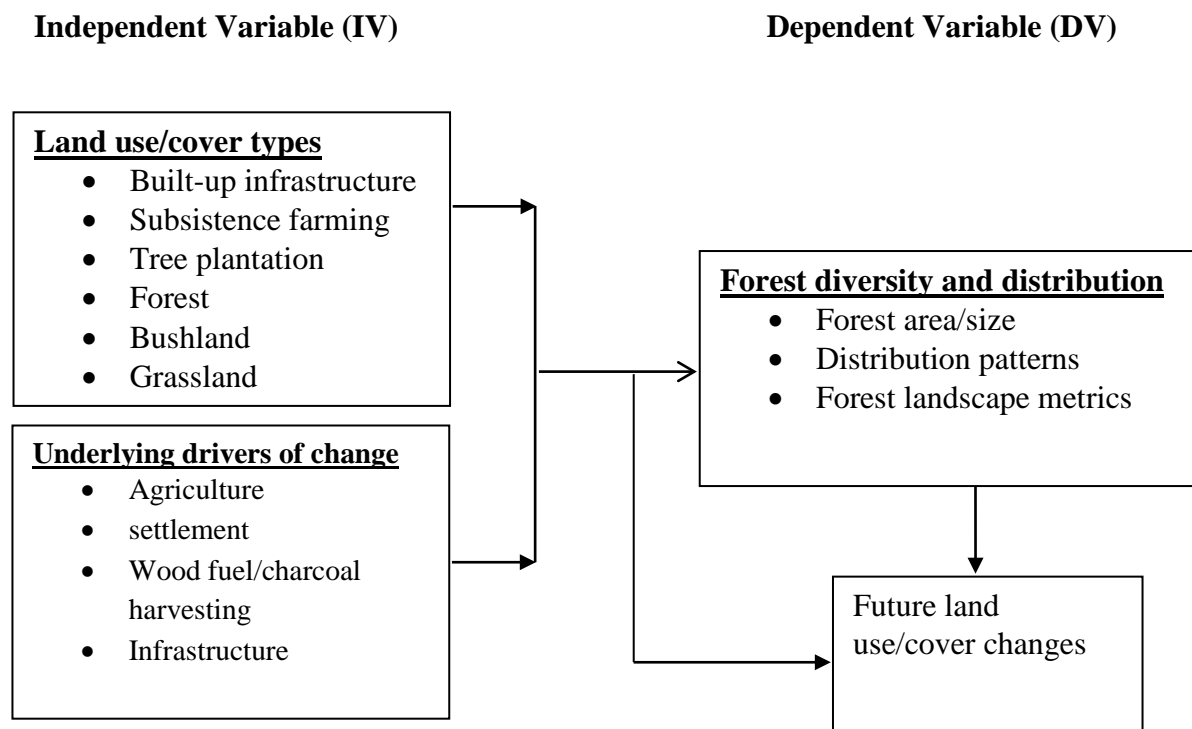 Independent Variable (IV)
Dependent Variable (DV)
Land use/cover types
• Built-up infrastructure
• Subsistence farming
• Tree plantation
• Forest
• Bushland
• Grassland
Underlying drivers of change
• Agriculture
• settlement
• Wood fuel/charcoal
harvesting
• Infrastructure
Forest diversity and distribution
• Forest area/size
• Distribution patterns
• Forest landscape metrics
Future land
use/cover changes